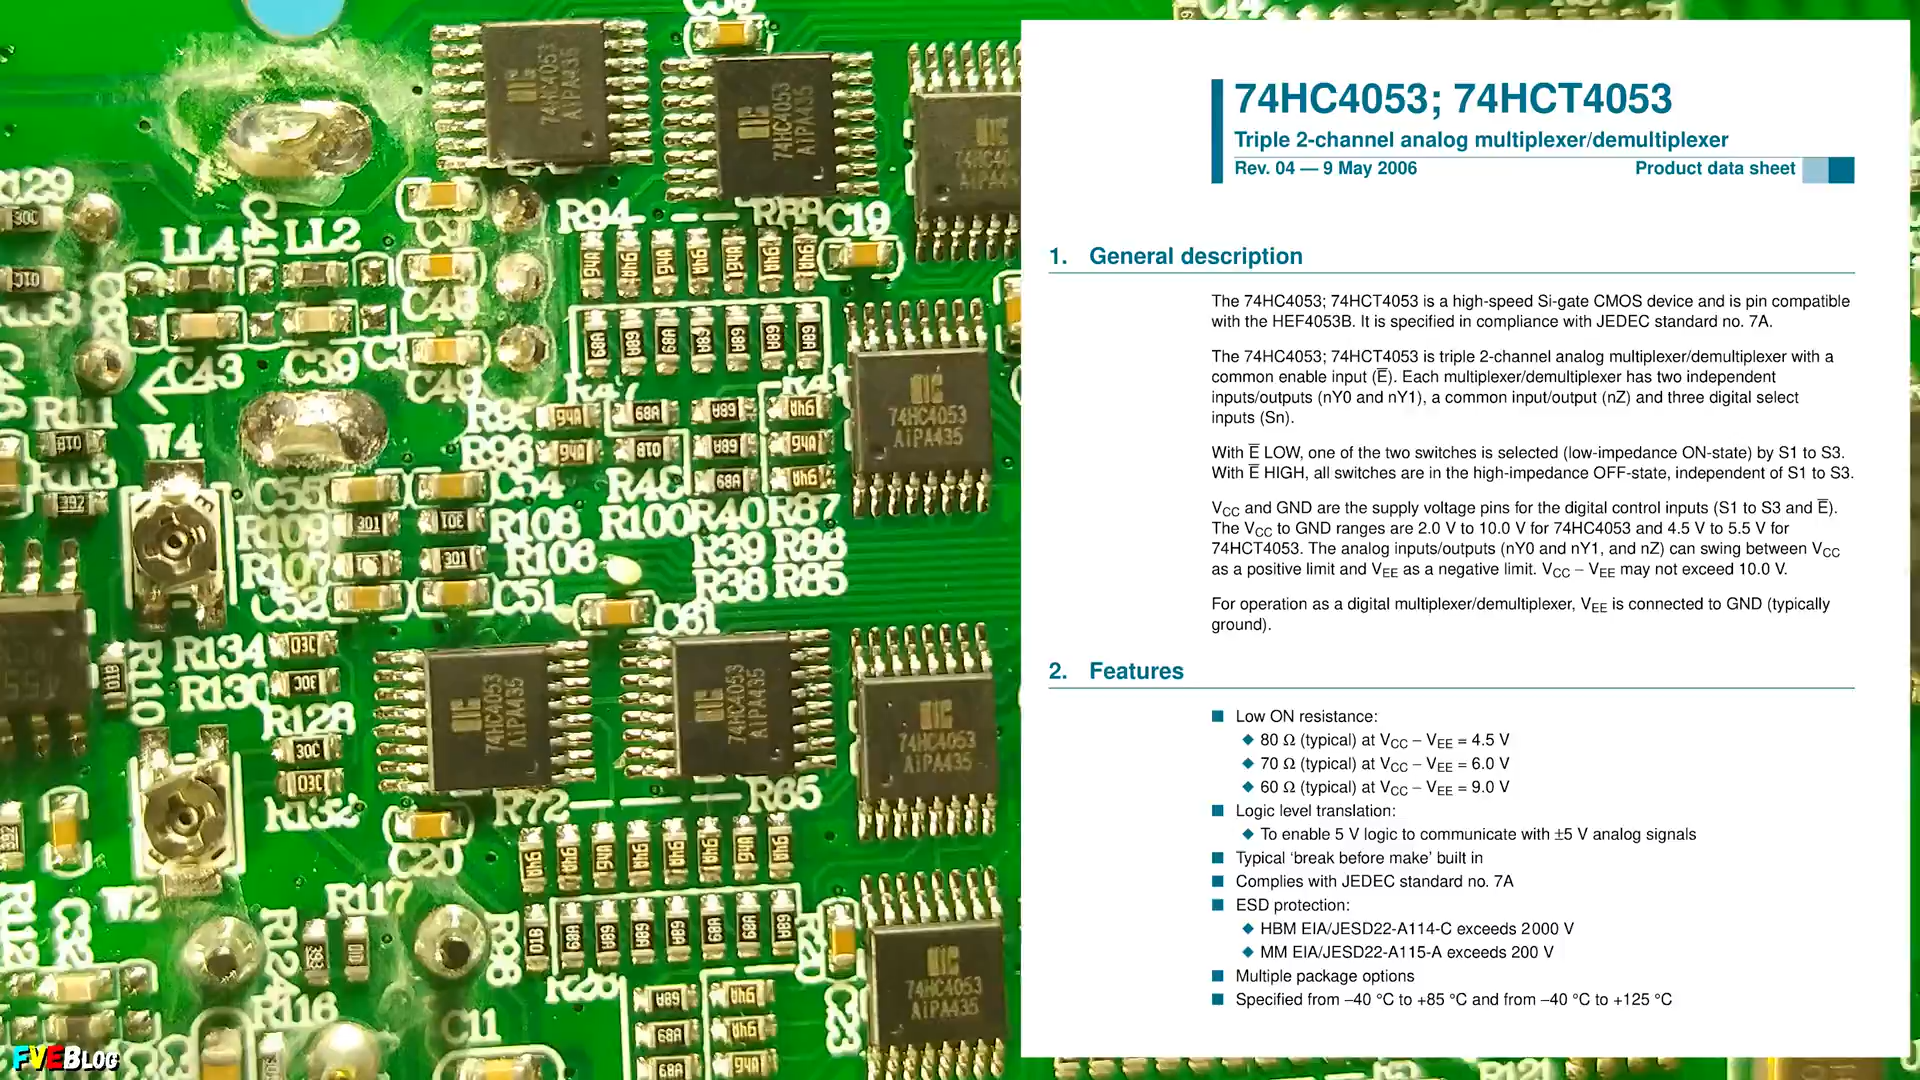 74HC4053; 74HCT4053
Triple 2-channel analog multiplexer/demultiplexer
Rev. 04 — 9 May 2006 Product data sheet
1. General description
The 74HC4053; 74HCT4053 is a high-speed Si-gate CMOS device and is pin compatible
with the HEF4053B. It is specified in compliance with JEDEC standard no. 7A.
The 74HC4053; 74HCT4053 is triple 2-channel analog multiplexer/demultiplexer with a
common enable input (E̅). Each multiplexer/demultiplexer has two independent
inputs/outputs (nY0 and nY1), a common input/output (nZ) and three digital select
inputs (Sn).
With E̅ LOW, one of the two switches is selected (low-impedance ON-state) by S1 to S3.
With E̅ HIGH, all switches are in the high-impedance OFF-state, independent of S1 to S3.
VCC and GND are the supply voltage pins for the digital control inputs (S1 to S3 and E̅).
The VCC to GND ranges are 2.0 V to 10.0 V for 74HC4053 and 4.5 V to 5.5 V for
74HCT4053. The analog inputs/outputs (nY0 and nY1, and nZ) can swing between VCC
as a positive limit and VEE as a negative limit. VCC − VEE may not exceed 10.0 V.
For operation as a digital multiplexer/demultiplexer, VEE is connected to GND (typically
ground).
2. Features
■ Low ON resistance:
◆ 80 Ω (typical) at VCC − VEE = 4.5 V
◆ 70 Ω (typical) at VCC − VEE = 6.0 V
◆ 60 Ω (typical) at VCC − VEE = 9.0 V
■ Logic level translation:
◆ To enable 5 V logic to communicate with ±5 V analog signals
■ Typical ‘break before make’ built in
■ Complies with JEDEC standard no. 7A
■ ESD protection:
◆ HBM EIA/JESD22-A114-C exceeds 2000 V
◆ MM EIA/JESD22-A115-A exceeds 200 V
■ Multiple package options
■ Specified from −40 °C to +85 °C and from −40 °C to +125 °C
74HC4053
AIPA435
74HC4053
AIPA435
R94
C19
LL4 LL2
C43
C39
C49
R111
W4
74HC4053
AIPA435
R96
C54
R109
R108
R100 R40 R87
R107
R106
R39 R86
R38 R85
C52
C51
C61
R134
R130
R110
R128
R132
74HC4053
AIPA435
74HC4053
AIPA435
74HC4053
AIPA435
R72
R65
C20
W2
R117
R98
R124
R26
R116
C11
C23
74HC4053
AIPA435
FVEBLOG
R121